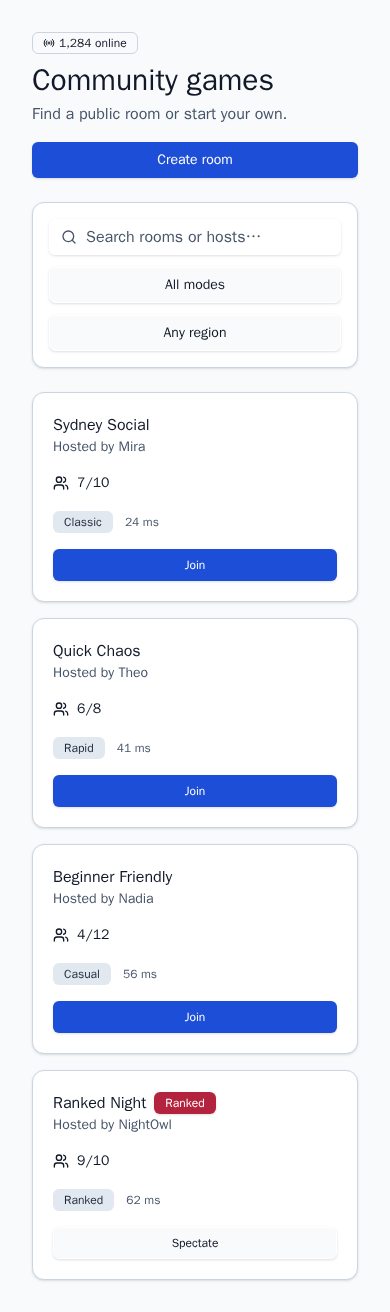 1,284 online
Community games
Find a public room or start your own.
Create room
Search rooms or hosts···
All modes
Any region
Sydney Social
Hosted by Mira
7/10
Classic 24 ms
Join
Quick Chaos
Hosted by Theo
6/8
Rapid 41 ms
Join
Beginner Friendly
Hosted by Nadia
4/12
Casual 56 ms
Join
Ranked Night Ranked
Hosted by NightOwl
9/10
Ranked 62 ms
Spectate